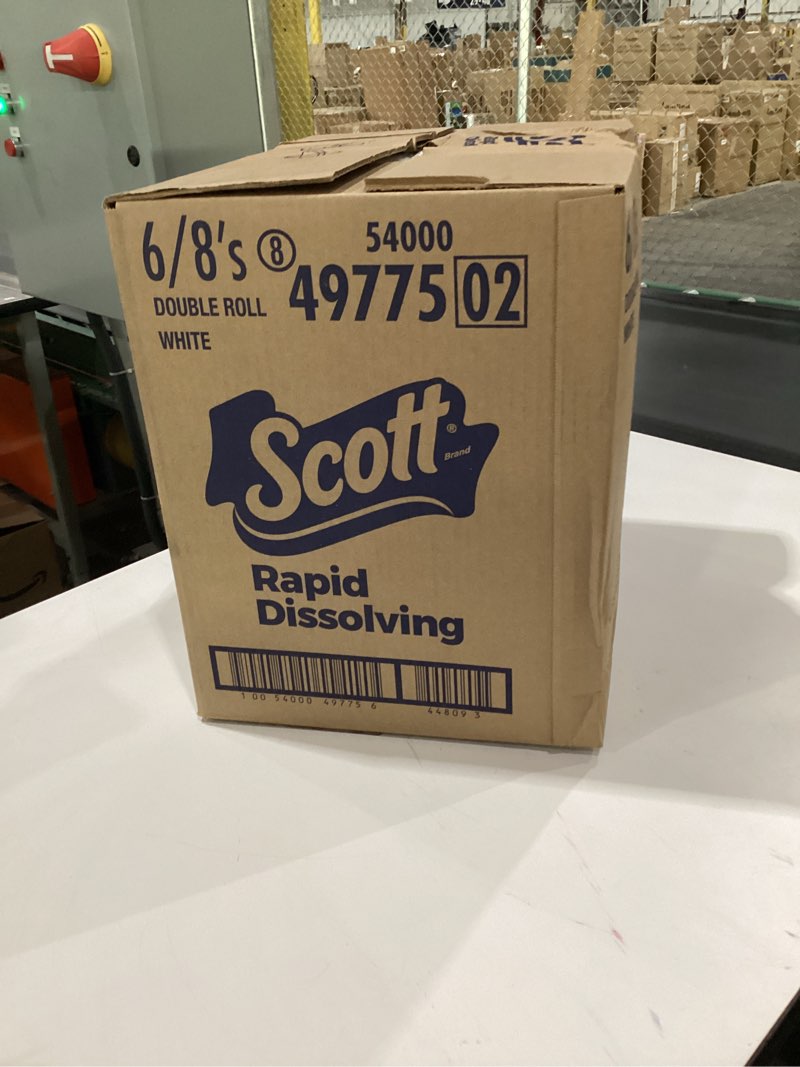 6/8's 8
54000
49775 02
DOUBLE ROLL
WHITE
Scott®
Brand
Rapid
Dissolving
1 00 54000 49775 6
44809 3